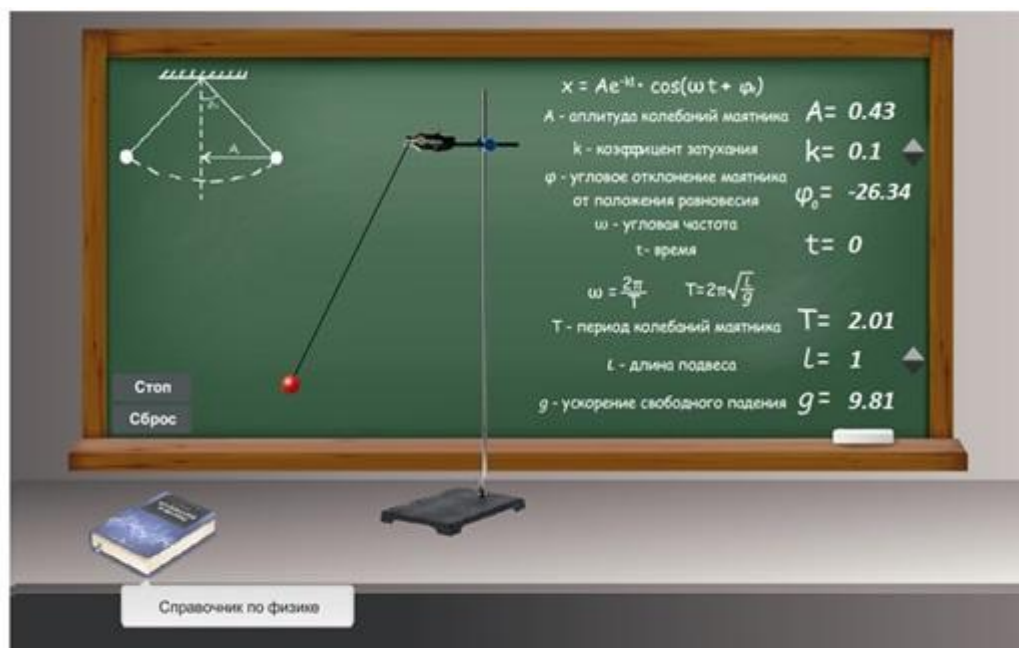 A
x = Ae^-kt · cos(ωt + φ₀)
A - аплитуда колебаний маятника A= 0.43
k - коэффицент затухания k= 0.1
φ - угловое отклонение маятника
от положения равновесия φ₀= -26.34
ω - угловая частота
t- время t= 0
ω = 2π/T T=2π√L/g
T - период колебаний маятника T= 2.01
L - длина подвеса l= 1
g - ускорение свободного падения g= 9.81
Стоп
Сброс
Справочник по физике